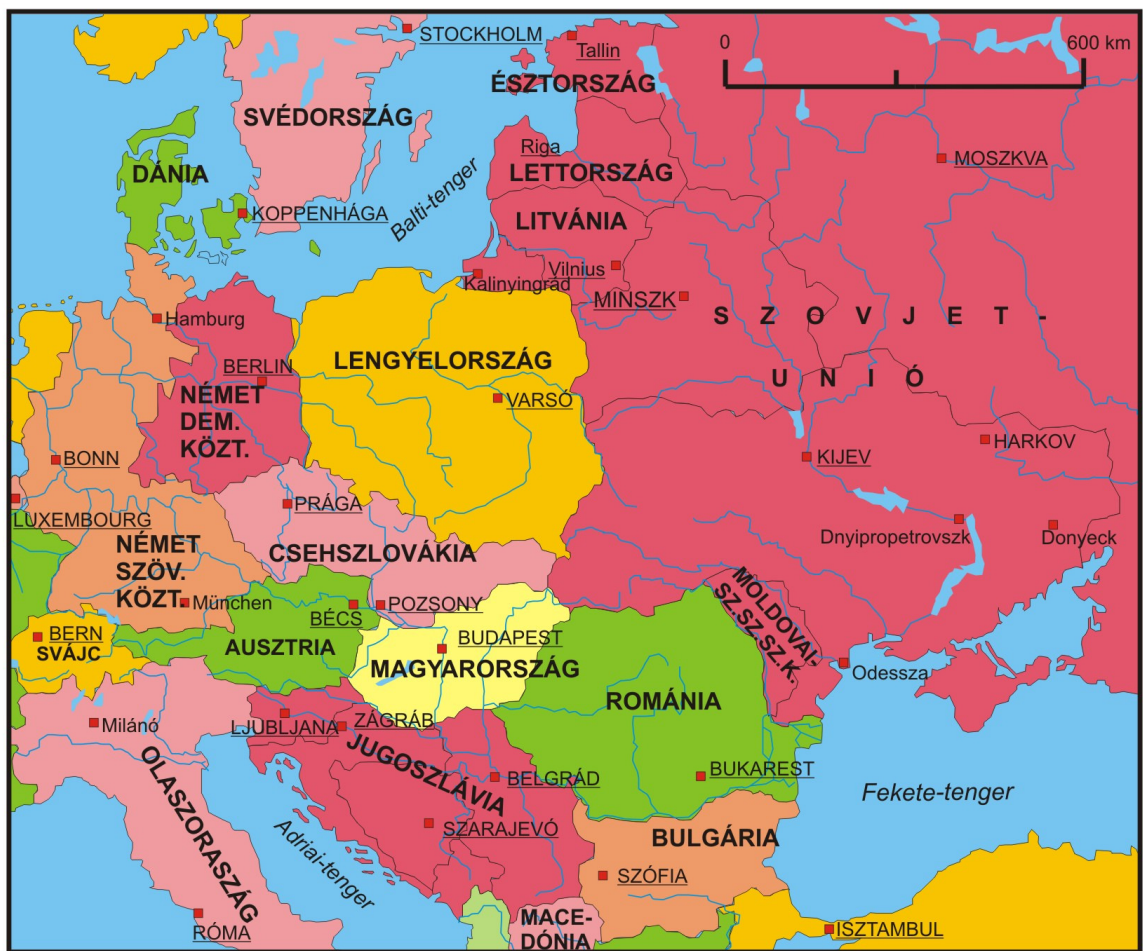 STOCKHOLM
Tallin
0
600 km
ÉSZTORSZÁG
SVÉDORSZÁG
Riga
LETTORSZÁG
MOSZKVA
DÁNIA
KOPPENHÁGA
Balti-tenger
LITVÁNIA
Vilnius
Kalinyingrád
MINSZK
SZOVJET-
UNIÓ
Hamburg
LENGYELORSZÁG
BERLIN
NÉMET
DEM.
KÖZT.
VARSÓ
HARKOV
BONN
KIJEV
PRÁGA
LUXEMBOURG
NÉMET
SZÖV.
KÖZT.
CSEHSZLOVÁKIA
Dnyipropetrovszk
Donyeck
MOLDOVAI-
SZ.SZ.SZ.K.
München
BÉCS
POZSONY
BERN
SVÁJC
AUSZTRIA
BUDAPEST
MAGYARORSZÁG
Odessza
ROMÁNIA
Milánó
LJUBLJANA
ZÁGRÁB
JUGOSZLÁVIA
OLASZORASZÁG
BELGRÁD
BUKAREST
Fekete-tenger
Adriai-tenger
SZARAJEVÓ
BULGÁRIA
SZÓFIA
RÓMA
MACE-
DÓNIA
ISZTAMBUL